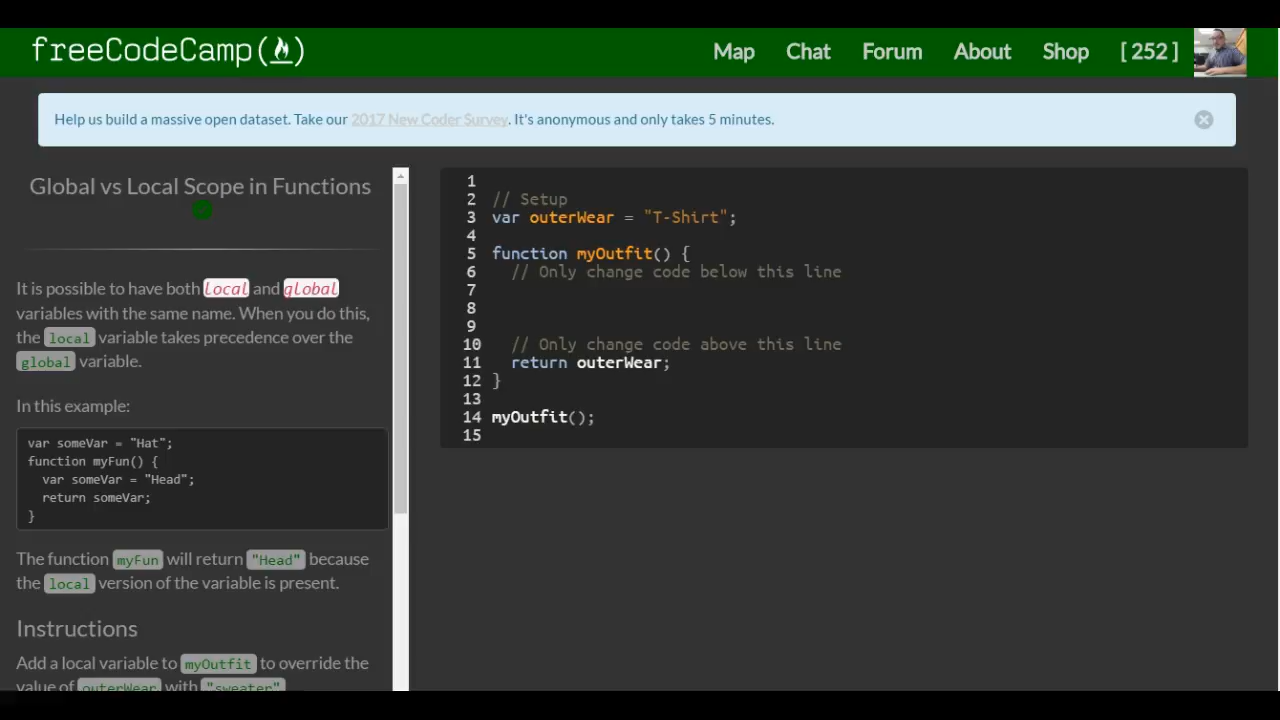 freeCodeCamp(🔥)
Map Chat Forum About Shop [ 252 ]
Help us build a massive open dataset. Take our 2017 New Coder Survey. It's anonymous and only takes 5 minutes.
Global vs Local Scope in Functions
It is possible to have both local and global
variables with the same name. When you do this,
the local variable takes precedence over the
global variable.
In this example:
var someVar = "Hat";
function myFun() {
  var someVar = "Head";
  return someVar;
}
The function myFun will return "Head" because
the local version of the variable is present.
Instructions
Add a local variable to myOutfit to override the
value of outerWear with "sweater"
1
2 // Setup
3 var outerWear = "T-Shirt";
4
5 function myOutfit() {
6   // Only change code below this line
7
8
9
10   // Only change code above this line
11   return outerWear;
12 }
13
14 myOutfit();
15